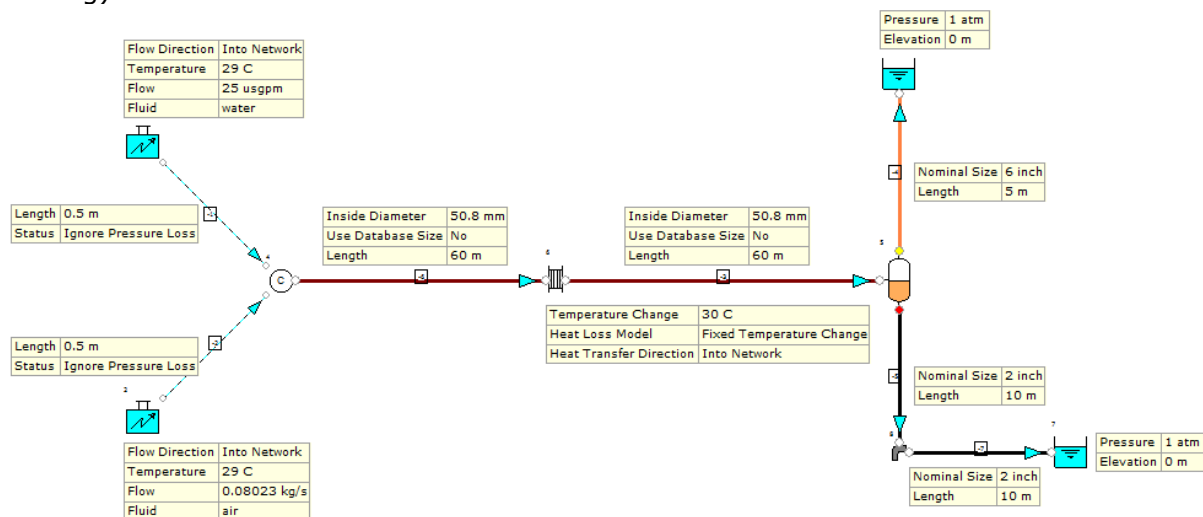 Pressure 1 atm
Elevation 0 m
Flow Direction Into Network
Temperature 29 C
Flow 25 usgpm
Fluid water
Nominal Size 6 inch
Length 5 m
Length 0.5 m
Status Ignore Pressure Loss
Inside Diameter 50.8 mm
Use Database Size No
Length 60 m
Inside Diameter 50.8 mm
Use Database Size No
Length 60 m
C
Temperature Change 30 C
Heat Loss Model Fixed Temperature Change
Heat Transfer Direction Into Network
Length 0.5 m
Status Ignore Pressure Loss
Nominal Size 2 inch
Length 10 m
Flow Direction Into Network
Temperature 29 C
Flow 0.08023 kg/s
Fluid air
7
Pressure 1 atm
Elevation 0 m
Nominal Size 2 inch
Length 10 m